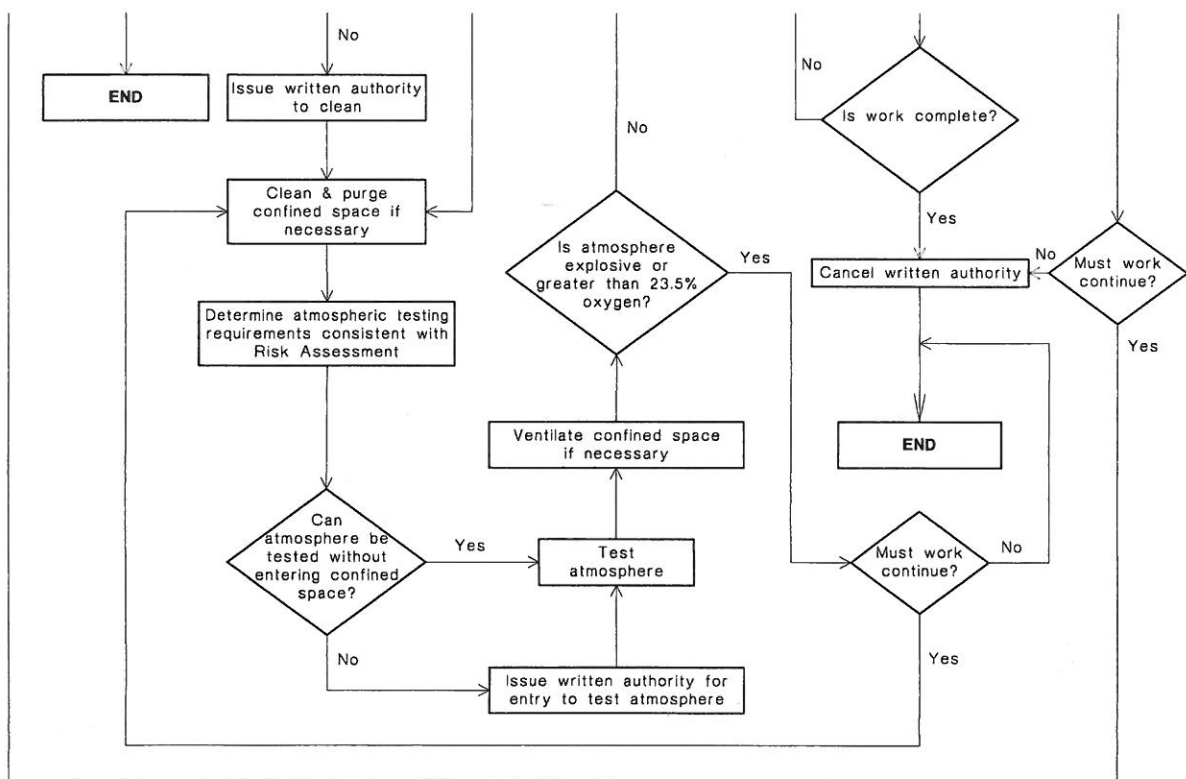 No
END
Issue written authority
to clean
Clean & purge
confined space if
necessary
Determine atmospheric testing
requirements consistent with
Risk Assessment
Can
atmosphere be
tested without
entering confined
space?
Yes
No
Issue written authority for
entry to test atmosphere
Test
atmosphere
Ventilate confined space
if necessary
Is atmosphere
explosive or
greater than 23.5%
oxygen?
No
Yes
No
Is work complete?
Yes
Cancel written authority
No
Must work
continue?
Yes
END
Must work
continue?
No
Yes